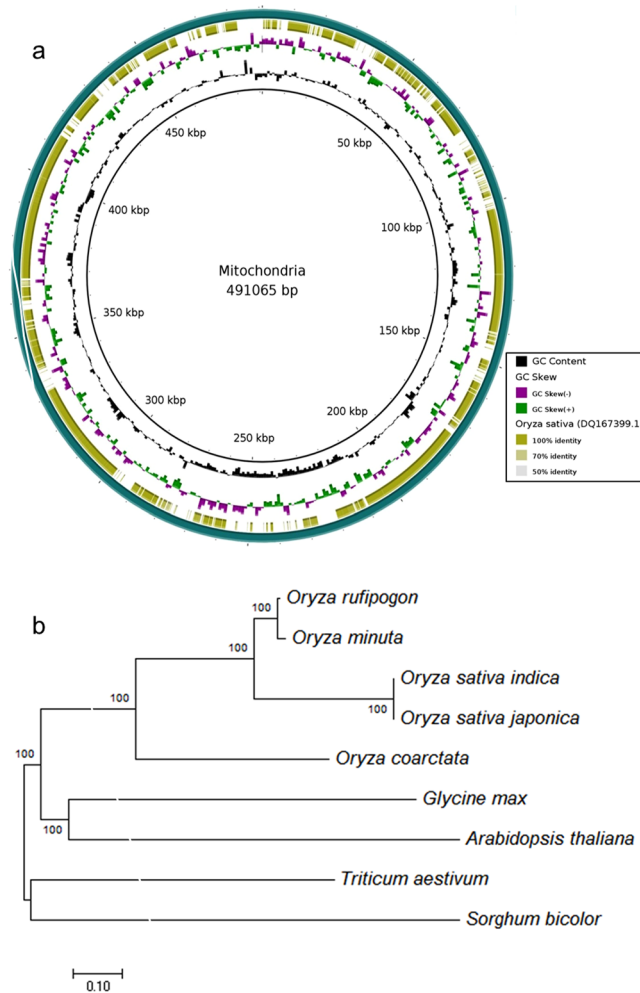 a
50 kbp
100 kbp
150 kbp
200 kbp
250 kbp
300 kbp
350 kbp
400 kbp
450 kbp
Mitochondria
491065 bp
GC Content
GC Skew
GC Skew(-)
GC Skew(+)
Oryza sativa (DQ167399.1
100% identity
70% identity
50% identity
b
100
Oryza rufipogon
Oryza minuta
100
Oryza sativa indica
100
Oryza sativa japonica
100
Oryza coarctata
100
Glycine max
100
Arabidopsis thaliana
Triticum aestivum
Sorghum bicolor
0.10